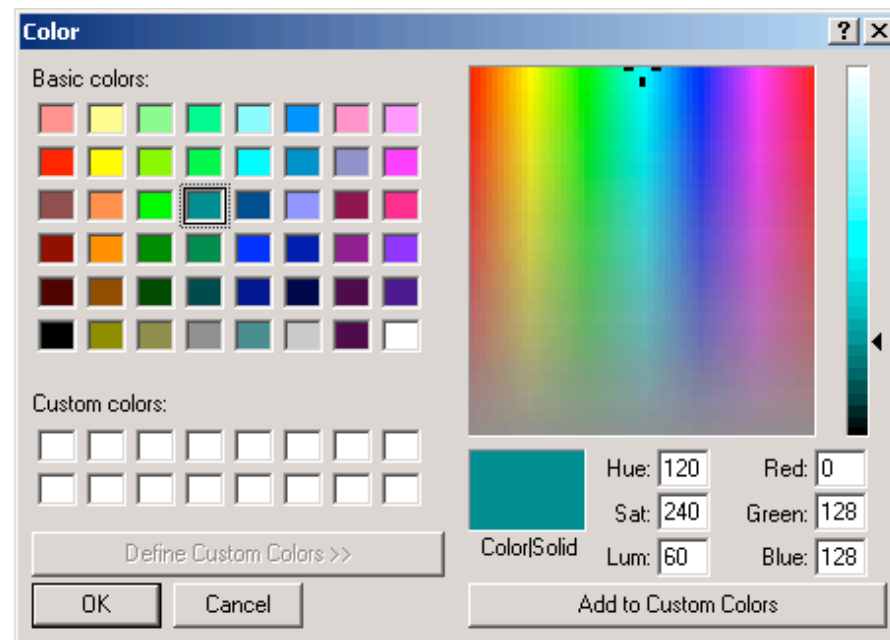 Color
Basic colors:
Custom colors:
Define Custom Colors >>
OK Cancel
Color|Solid
Hue: 120 Red: 0
Sat: 240 Green: 128
Lum: 60 Blue: 128
Add to Custom Colors